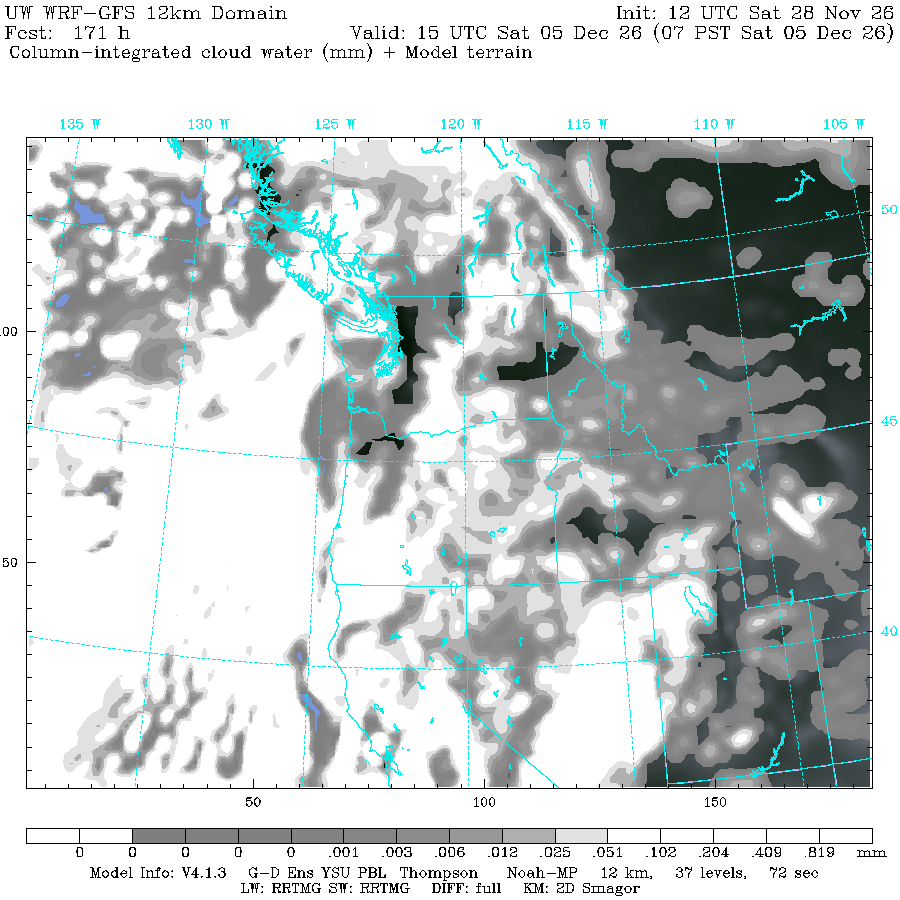 UW WRF-GFS 12km Domain Init: 12 UTC Sat 28 Nov 26
Fcst: 171 h Valid: 15 UTC Sat 05 Dec 26 (07 PST Sat 05 Dec 26)
Column-integrated cloud water (mm) + Model terrain
135 W 130 W 125 W 120 W 115 W 110 W 105 W
50
00
45
50
40
50 100 150
0 0 0 0 0 .001 .003 .006 .012 .025 .051 .102 .204 .409 .819 mm
Model Info: V4.1.3 G-D Ens YSU PBL Thompson Noah-MP 12 km, 37 levels, 72 sec
LW: RRTMG SW: RRTMG DIFF: full KM: 2D Smagor